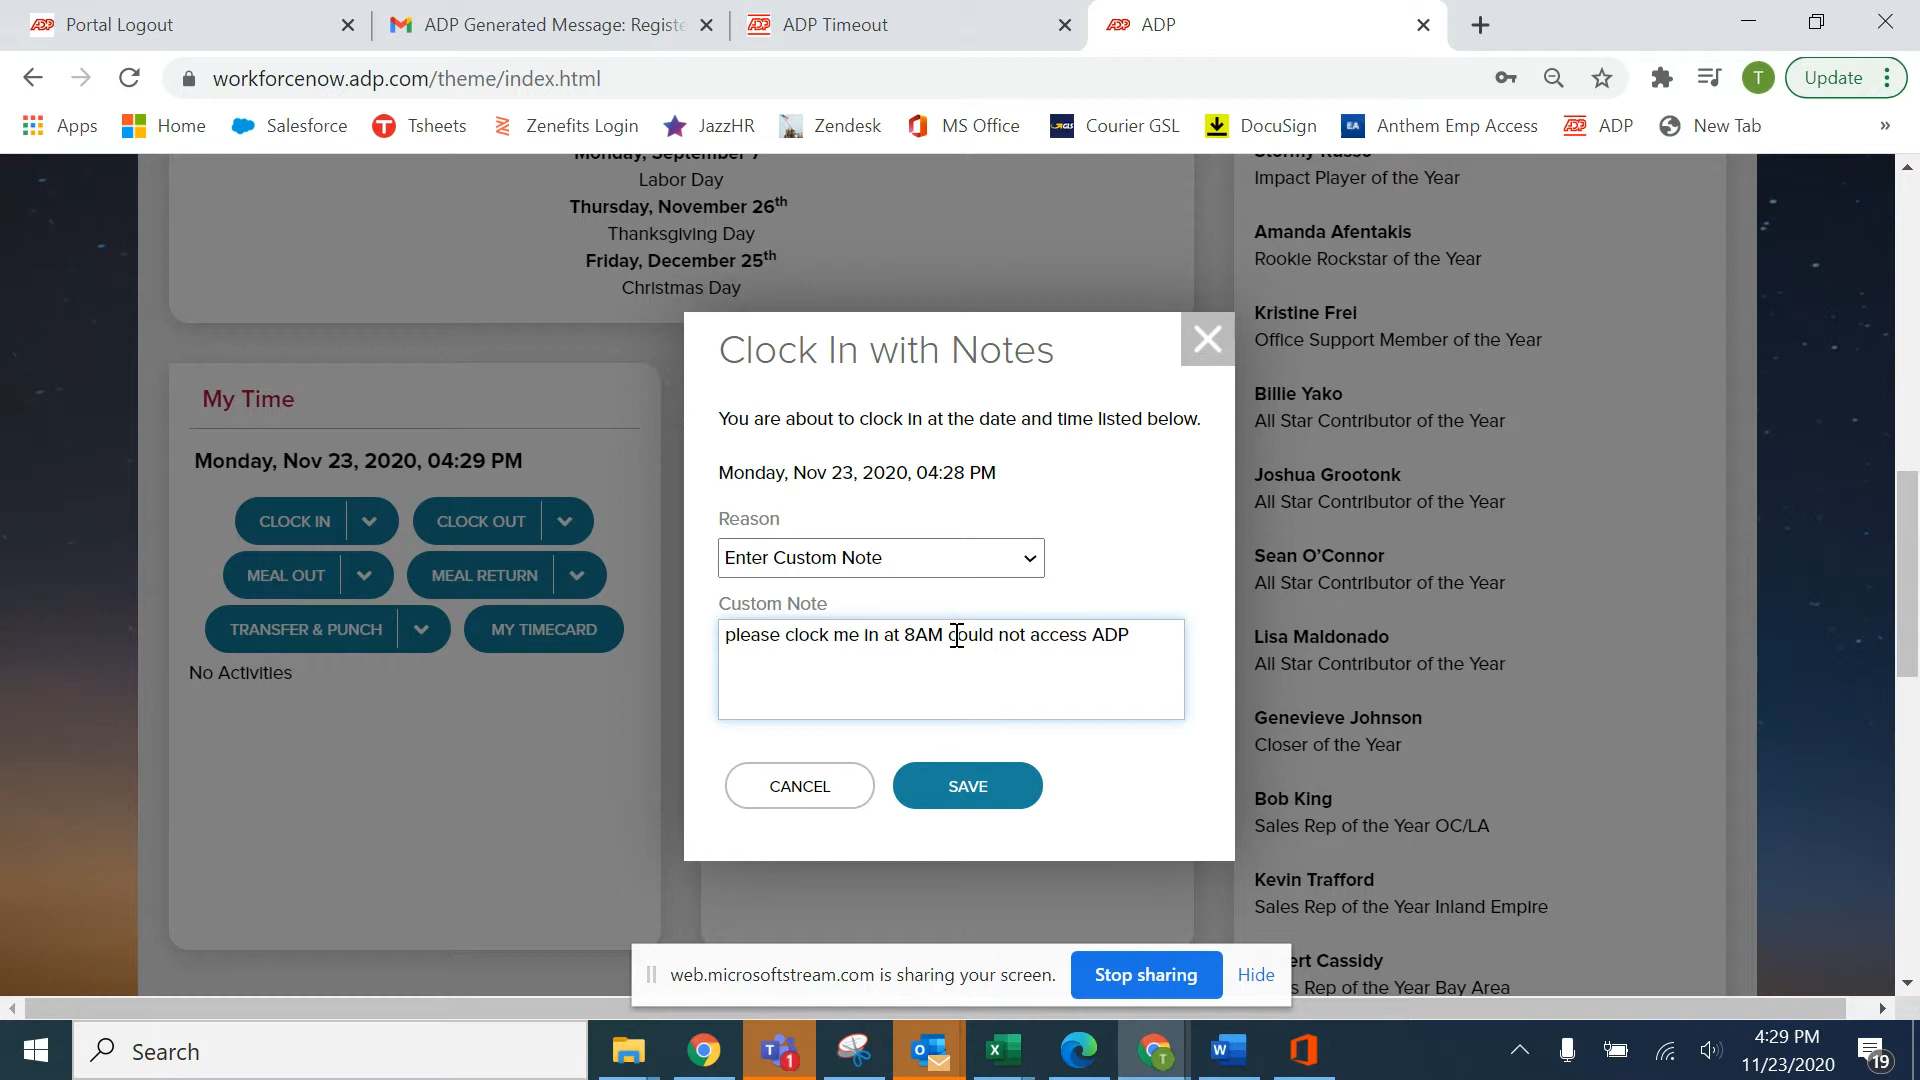 Portal Logout
ADP Generated Message: Registe
ADP Timeout
ADP
workforcenow.adp.com/theme/index.html
T
Update
Apps
Home
Salesforce
Tsheets
Zenefits Login
JazzHR
Zendesk
MS Office
Courier GSL
DocuSign
EA
Anthem Emp Access
ADP
New Tab
»
Monday, September 7
Labor Day
Thursday, November 26th
Thanksgiving Day
Friday, December 25th
Christmas Day
My Time
Monday, Nov 23, 2020, 04:29 PM
CLOCK IN
CLOCK OUT
MEAL OUT
MEAL RETURN
TRANSFER & PUNCH
MY TIMECARD
No Activities
Clock In with Notes
You are about to clock in at the date and time listed below.
Monday, Nov 23, 2020, 04:28 PM
Reason
Enter Custom Note
Custom Note
please clock me in at 8AM could not access ADP
CANCEL
SAVE
Stormy Russo
Impact Player of the Year
Amanda Afentakis
Rookie Rockstar of the Year
Kristine Frei
Office Support Member of the Year
Billie Yako
All Star Contributor of the Year
Joshua Grootonk
All Star Contributor of the Year
Sean O'Connor
All Star Contributor of the Year
Lisa Maldonado
All Star Contributor of the Year
Genevieve Johnson
Closer of the Year
Bob King
Sales Rep of the Year OC/LA
Kevin Trafford
Sales Rep of the Year Inland Empire
ert Cassidy
s Rep of the Year Bay Area
web.microsoftstream.com is sharing your screen.
Stop sharing
Hide
Search
1
4:29 PM
11/23/2020
19